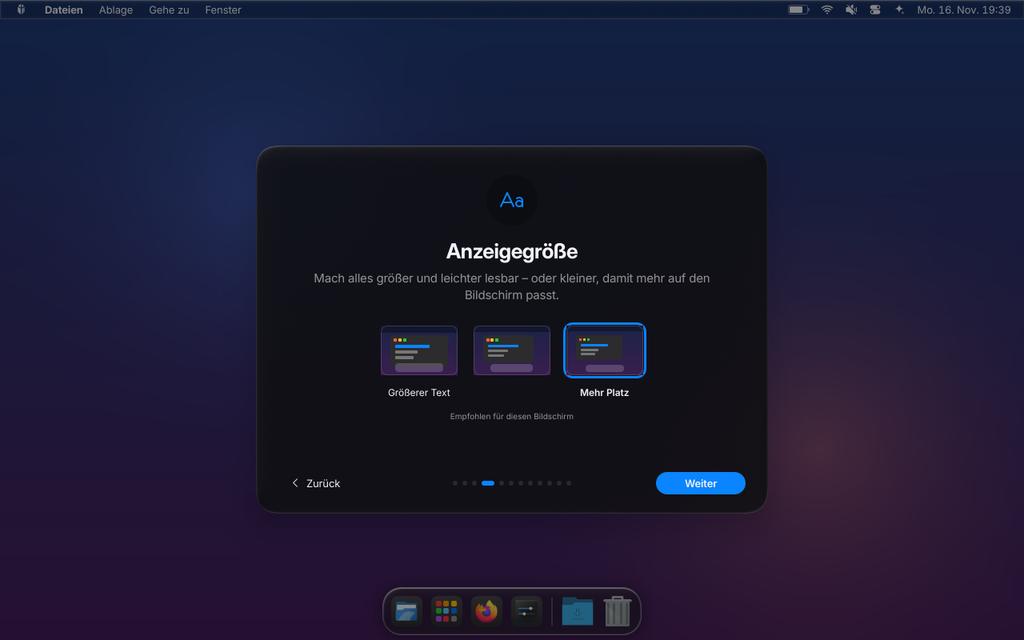 Dateien Ablage Gehe zu Fenster Mo. 16. Nov. 19:39
Aa
Anzeigegröße
Mach alles größer und leichter lesbar – oder kleiner, damit mehr auf den
Bildschirm passt.
Größerer Text Mehr Platz
Empfohlen für diesen Bildschirm
Zurück Weiter